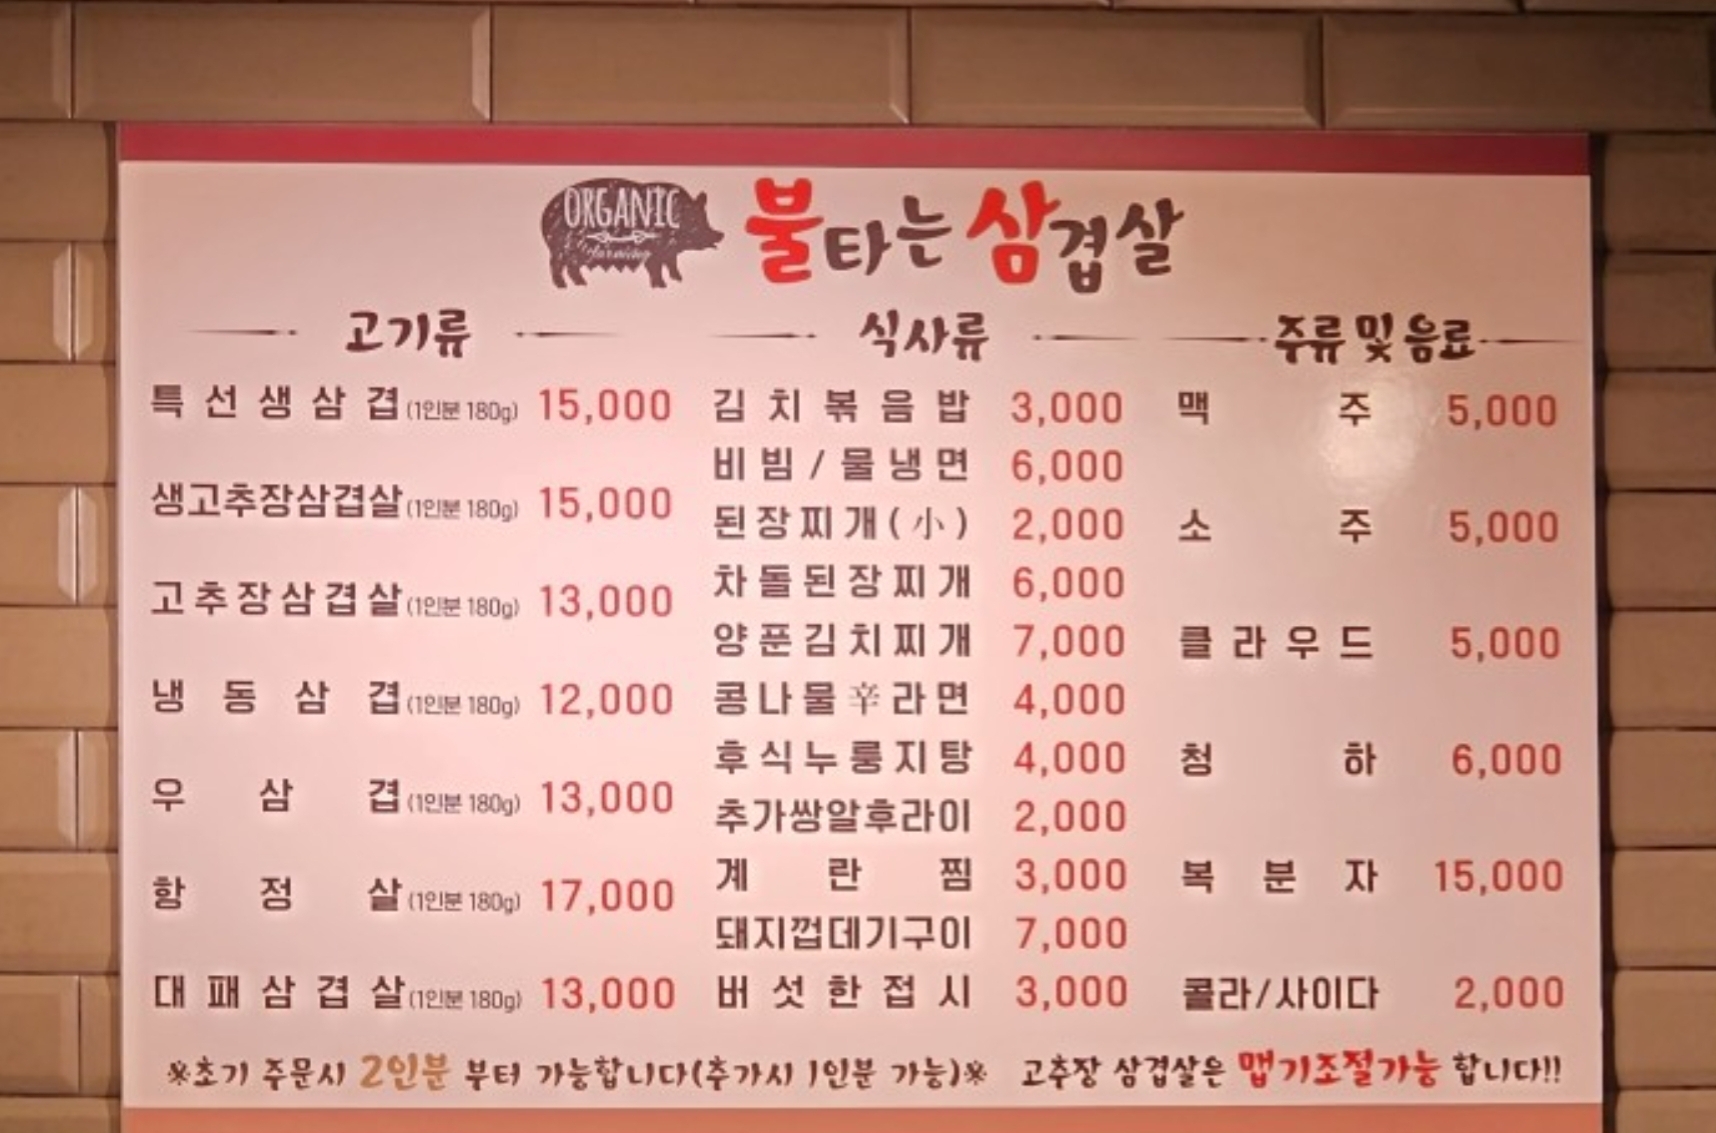 ORGANIC
farming
불타는 삼겹살
고기류
특선생삼겹(1인분 180g) 15,000
생고추장삼겹살(1인분 180g) 15,000
고추장삼겹살(1인분 180g) 13,000
냉동삼겹(1인분 180g) 12,000
우삼겹(1인분 180g) 13,000
항정살(1인분 180g) 17,000
대패삼겹살(1인분 180g) 13,000
식사류
김치볶음밥 3,000
비빔/물냉면 6,000
된장찌개(小) 2,000
차돌된장찌개 6,000
양푼김치찌개 7,000
콩나물辛라면 4,000
후식누룽지탕 4,000
추가쌍알후라이 2,000
계란찜 3,000
돼지껍데기구이 7,000
버섯한접시 3,000
주류 및 음료
맥주 5,000
소주 5,000
클라우드 5,000
청하 6,000
복분자 15,000
콜라/사이다 2,000
※초기 주문시 2인분 부터 가능합니다(추가시 1인분 가능)※ 고추장 삼겹살은 맵기조절가능 합니다!!